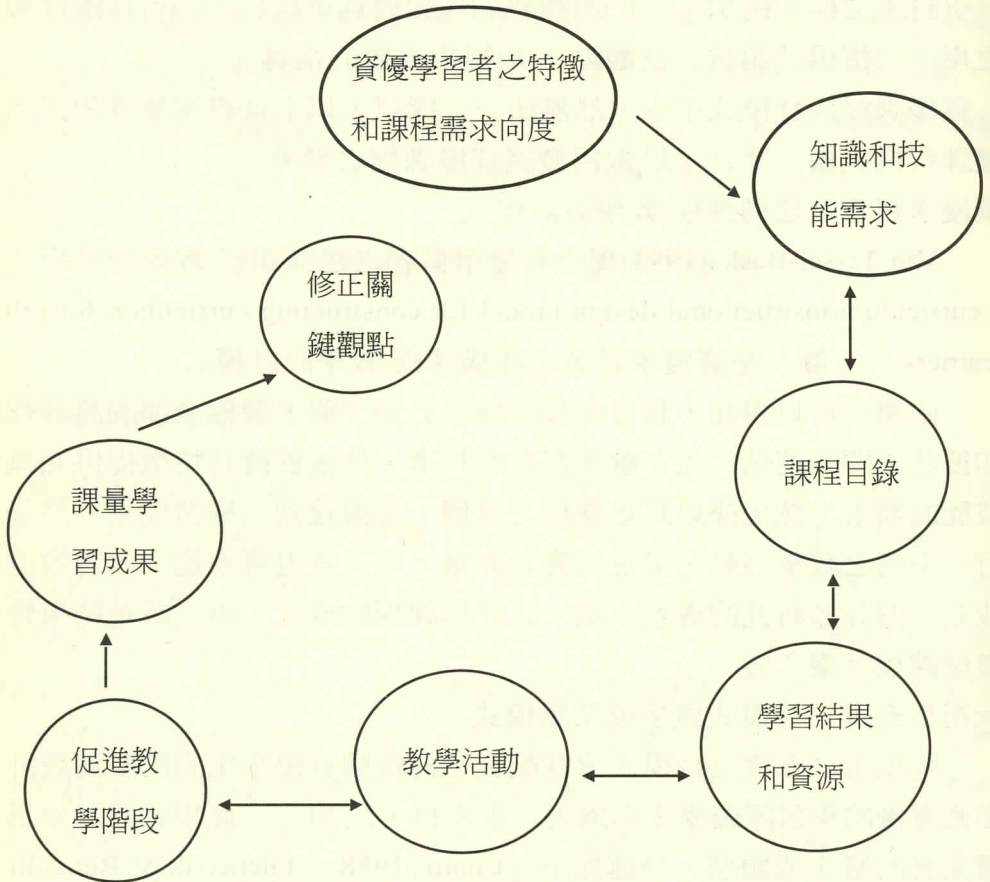 資優學習者之特徵
和課程需求向度
知識和技
能需求
修正關
鍵觀點
課程目錄
課量學
習成果
學習結果
和資源
教學活動
促進教
學階段